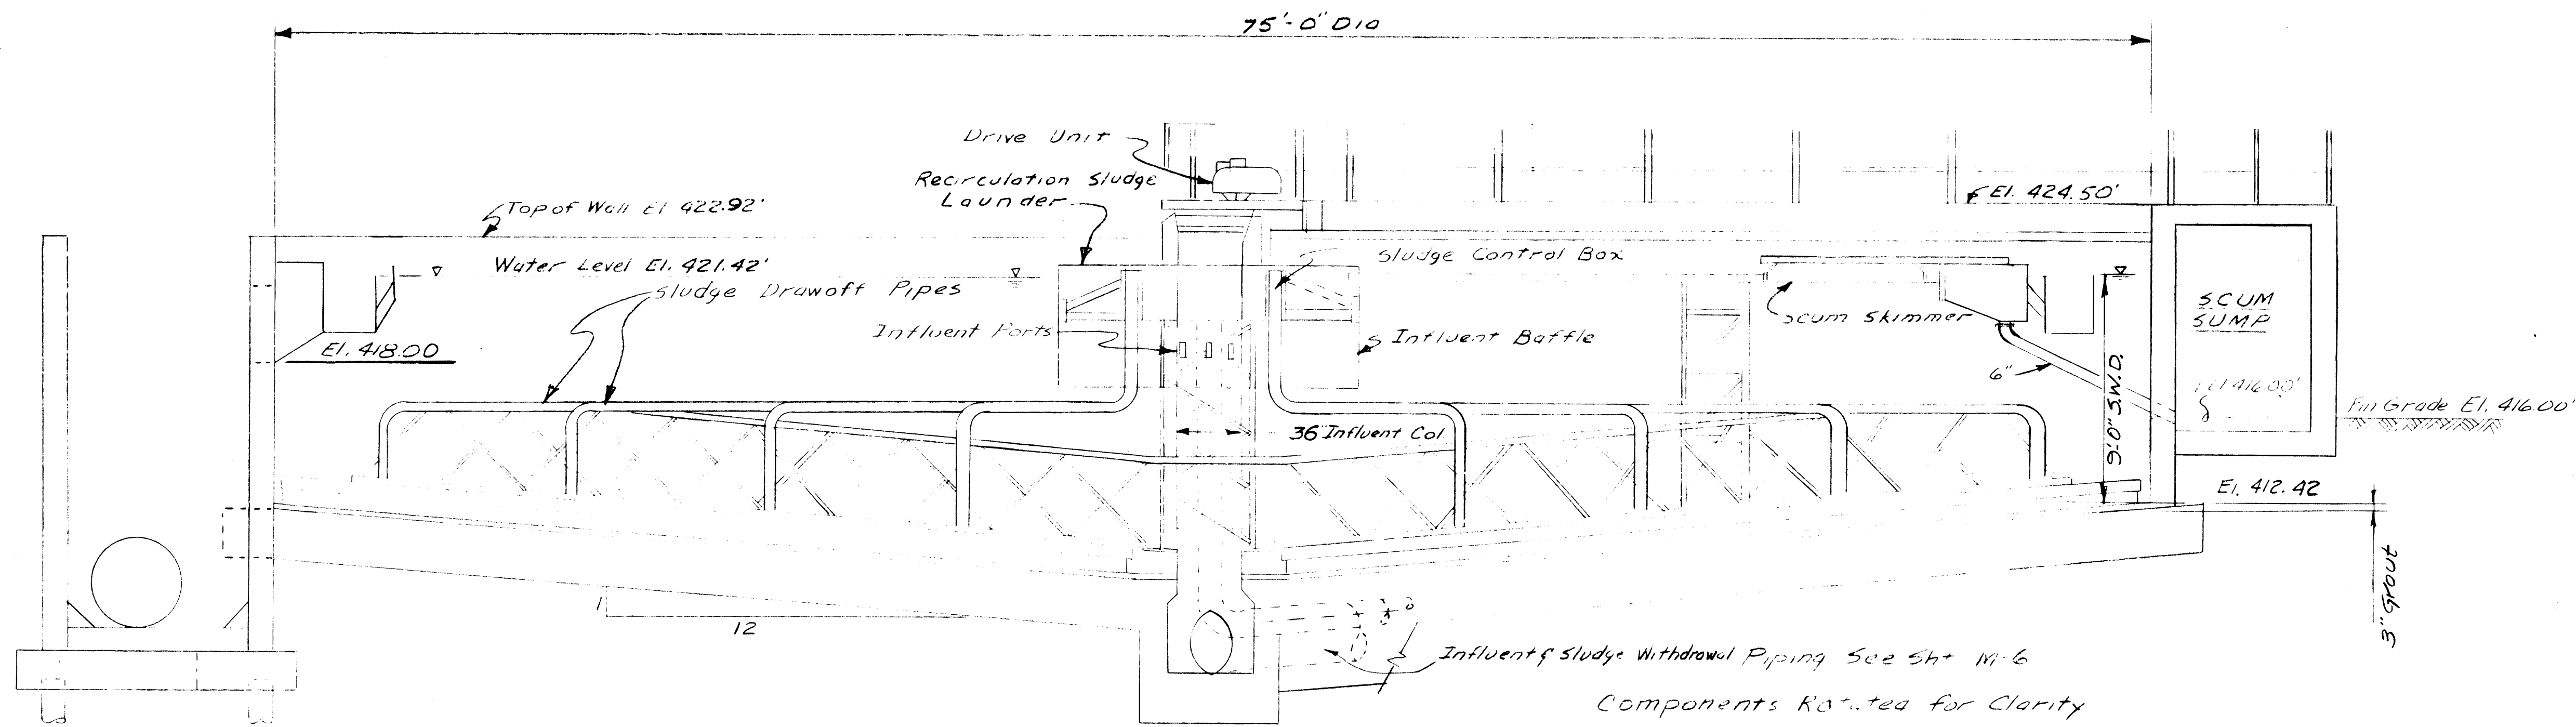 75'-0" Dia
Drive Unit
Recirculation Sludge
Launder
Top of Wall El 422.92'
El. 424.50'
Water Level El. 421.42'
Sludge Control Box
Sludge Drawoff Pipes
SCUM
SUMP
Scum Skimmer
Influent Ports
Influent Baffle
El. 418.00
6"
9'-0" S.W.D.
El 416.00'
Fin Grade El. 416.00'
36" Influent Col.
El. 412.42
3" Grout
1
12
Influent & Sludge Withdrawal Piping See Sht M-6
Components Rotated for Clarity